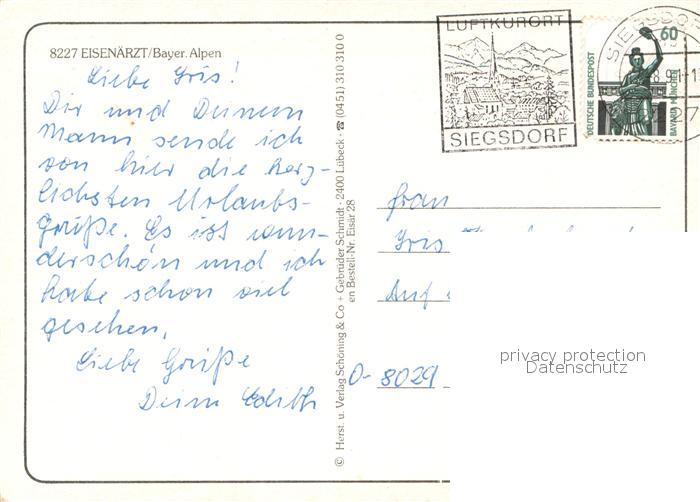 8227 EISENÄRZT/Bayer. Alpen
Liebe Iris!
Dir und Deinem
Mann sende ich
von hier die herz-
lichsten Urlaubs-
grüße. Es ist wun-
derschön und ich
habe schon viel
gesehen.
Liebe Grüße
Deine Edith
© Herst. u. Verlag Schöning & Co + Gebrüder Schmidt · 2400 Lübeck · ☎ (0451) 310 310 0
en Bestell-Nr. Eisär 28
LUFTKURORT
SIEGSDORF
SIEGSDO
60
DEUTSCHE BUNDESPOST
BAVARIA MÜNCHEN
Frau
Iris
Auf
O-8029
privacy protection
Datenschutz